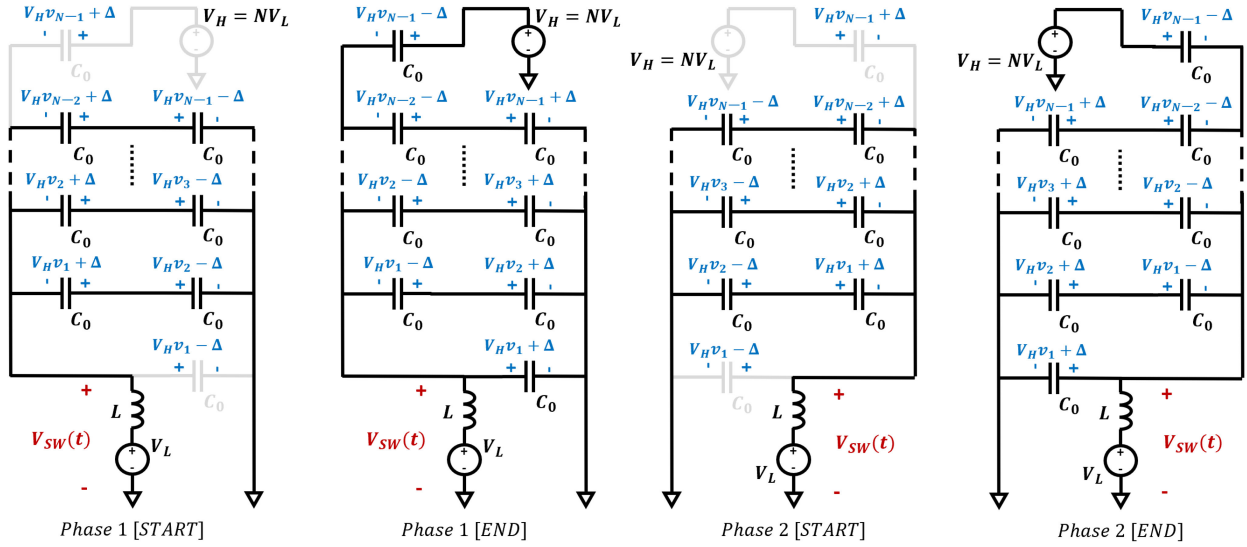 V_H v_{N−1} + Δ
V_H = NV_L
- +
+
-
C_0
V_H v_{N−2} + Δ V_H v_{N−1} − Δ
- + + -
C_0 C_0
V_H v_2 + Δ V_H v_3 − Δ
- + + -
C_0 C_0
V_H v_1 + Δ V_H v_2 − Δ
- + + -
C_0 C_0
V_H v_1 − Δ
+ -
+
C_0
L
V_SW(t)
V_L
+
-
-
Phase 1 [START]
V_H v_{N−1} − Δ
V_H = NV_L
- +
+
-
C_0
V_H v_{N−2} − Δ V_H v_{N−1} + Δ
- + + -
C_0 C_0
V_H v_2 − Δ V_H v_3 + Δ
- + + -
C_0 C_0
V_H v_1 − Δ V_H v_2 + Δ
- + + -
C_0 C_0
V_H v_1 + Δ
+ -
+
C_0
L
V_SW(t)
V_L
+
-
-
Phase 1 [END]
V_H v_{N−1} + Δ
+ -
+
-
V_H = NV_L
C_0
V_H v_{N−1} − Δ V_H v_{N−2} + Δ
- + + -
C_0 C_0
V_H v_3 − Δ V_H v_2 + Δ
- + + -
C_0 C_0
V_H v_2 − Δ V_H v_1 + Δ
- + + -
C_0 C_0
V_H v_1 − Δ
- +
+
C_0
L
V_SW(t)
V_L
+
-
-
Phase 2 [START]
V_H v_{N−1} − Δ
+ -
+
-
V_H = NV_L
C_0
V_H v_{N−1} + Δ V_H v_{N−2} − Δ
- + + -
C_0 C_0
V_H v_3 + Δ V_H v_2 − Δ
- + + -
C_0 C_0
V_H v_2 + Δ V_H v_1 − Δ
- + + -
C_0 C_0
V_H v_1 + Δ
- +
+
C_0
L
V_SW(t)
V_L
+
-
-
Phase 2 [END]